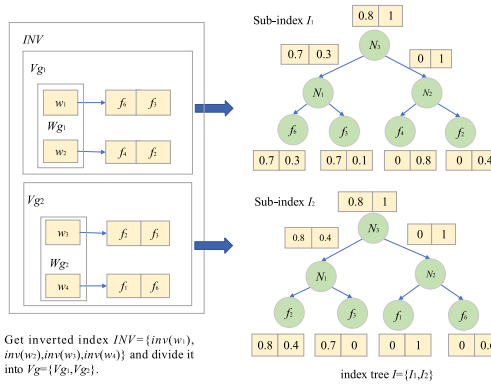 INV
Vg₁
w₁ f₆ f₃
Wg₁
w₂ f₄ f₂
Vg₂
w₃ f₂ f₃
Wg₂
w₄ f₁ f₆
Get inverted index INV={inv(w₁),
inv(w₂),inv(w₃),inv(w₄)} and divide it
into Vg={Vg₁,Vg₂}.
Sub-index I₁
0.8 1
N₃
0.7 0.3
0 1
N₁ N₂
f₆ f₃ f₄ f₂
0.7 0.3 0.7 0.1 0 0.8 0 0.4
Sub-index I₂
0.8 1
N₃
0.8 0.4
0 1
N₁ N₂
f₂ f₃ f₁ f₆
0.8 0.4 0.7 0 0 1 0
index tree I={I₁,I₂}